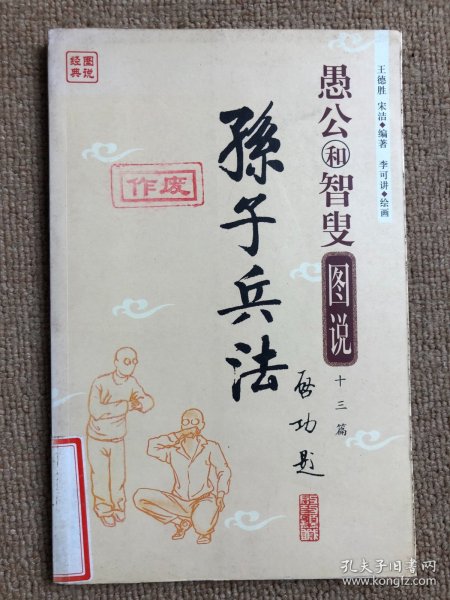 图说
经典
王德胜 宋洁◆编著 李可讲◆绘画
愚公和智叟
图说
十三篇
孫子兵法
启功题
作废
孔夫子旧书网
www.kongfz.com